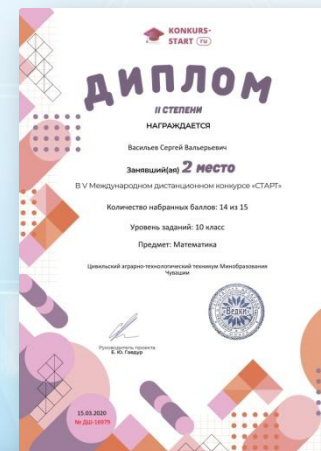 KONKURS-
START RU
ДИПЛОМ
II СТЕПЕНИ
НАГРАЖДАЕТСЯ
Васильев Сергей Вальерьевич
Занявший(ая) 2 место
В V Международном дистанционном конкурсе «СТАРТ»
Количество набранных баллов: 14 из 15
Уровень заданий: 10 класс
Предмет: Математика
Цивильский аграрно-технологический техникум Минобразования
Чувашии
Руководитель проекта
15.03.2020
№ ДШ-16979